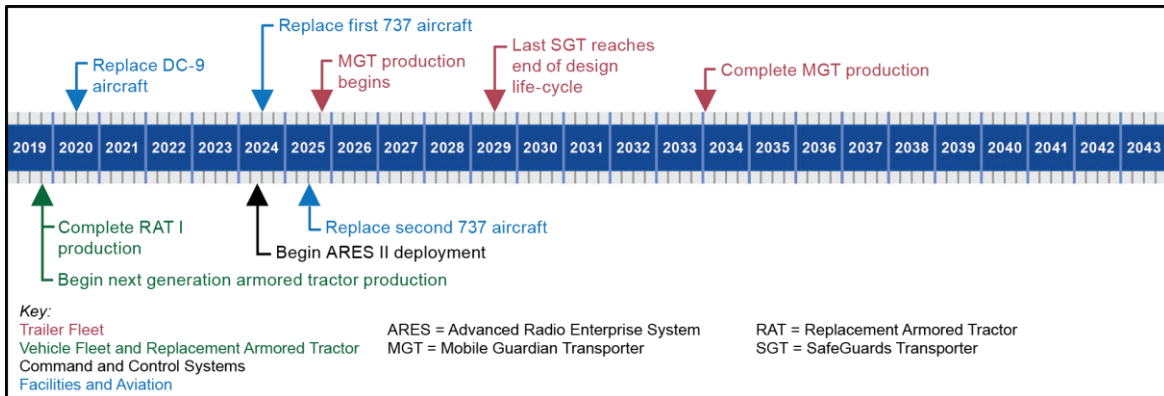 Replace first 737 aircraft
Replace DC-9
aircraft
MGT production
begins
Last SGT reaches
end of design
life-cycle
Complete MGT production
2019 2020 2021 2022 2023 2024 2025 2026 2027 2028 2029 2030 2031 2032 2033 2034 2035 2036 2037 2038 2039 2040 2041 2042 2043
Complete RAT I
production
Replace second 737 aircraft
Begin ARES II deployment
Begin next generation armored tractor production
Key:
Trailer Fleet
Vehicle Fleet and Replacement Armored Tractor
Command and Control Systems
Facilities and Aviation
ARES = Advanced Radio Enterprise System
MGT = Mobile Guardian Transporter
RAT = Replacement Armored Tractor
SGT = SafeGuards Transporter